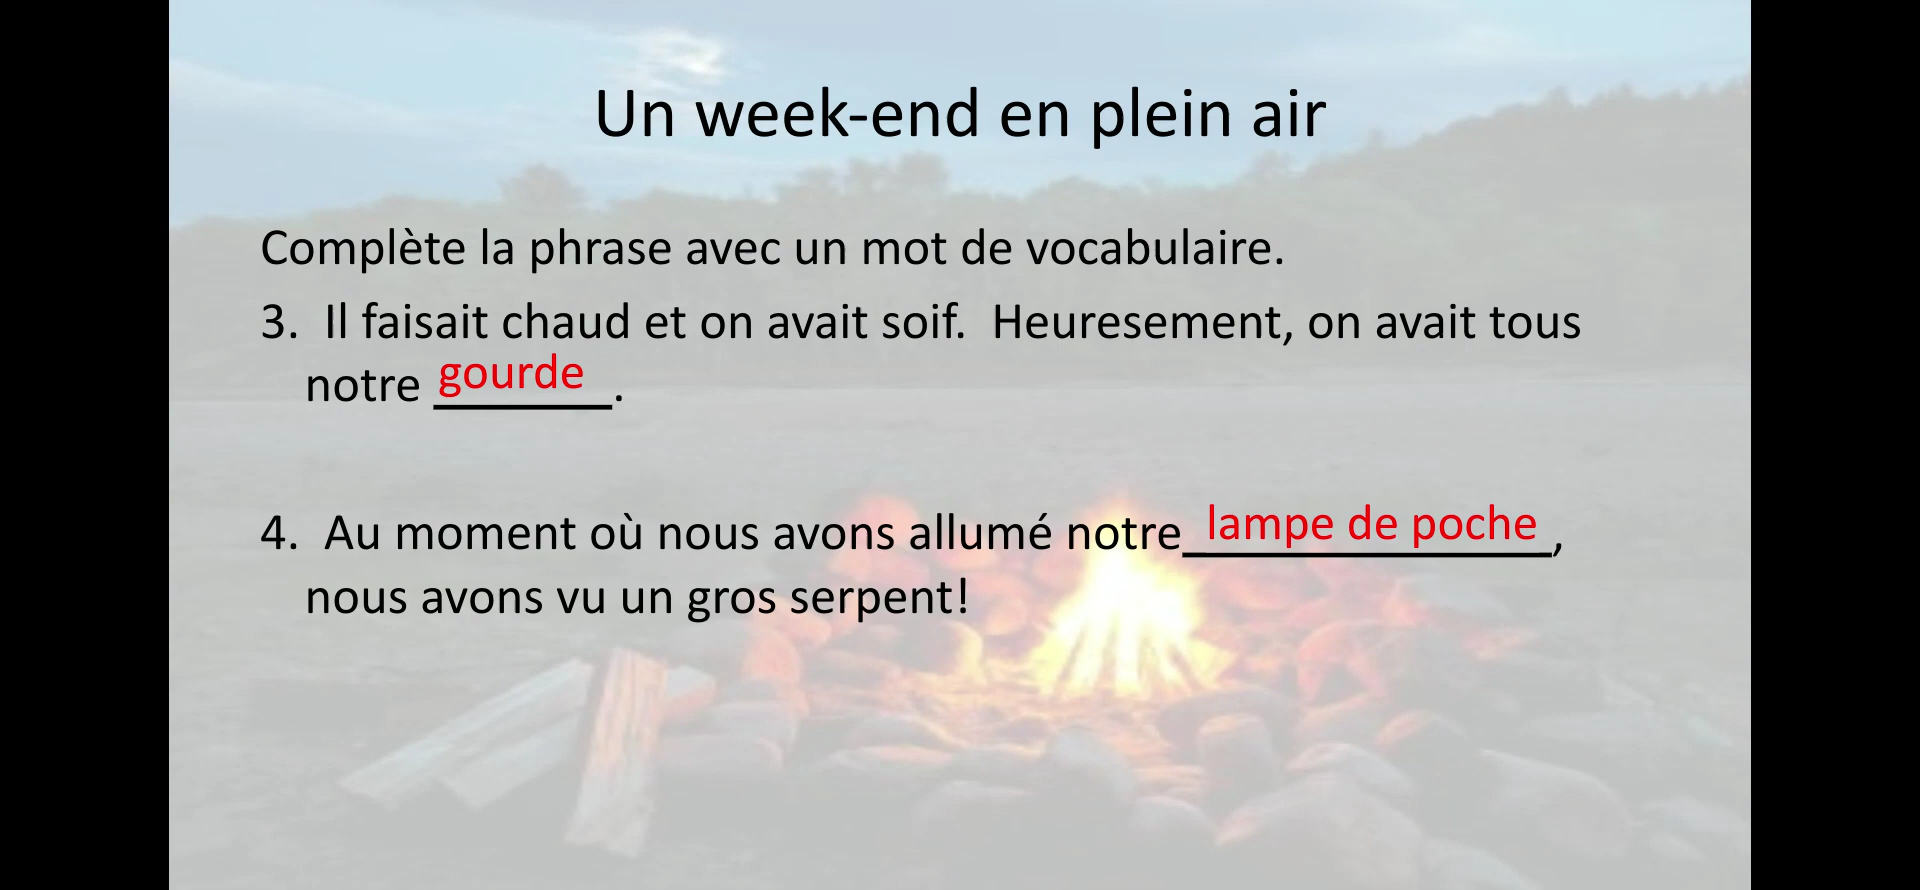 Un week-end en plein air
Complète la phrase avec un mot de vocabulaire.
3. Il faisait chaud et on avait soif. Heuresement, on avait tous
notre gourde.
4. Au moment où nous avons allumé notre lampe de poche,
nous avons vu un gros serpent!